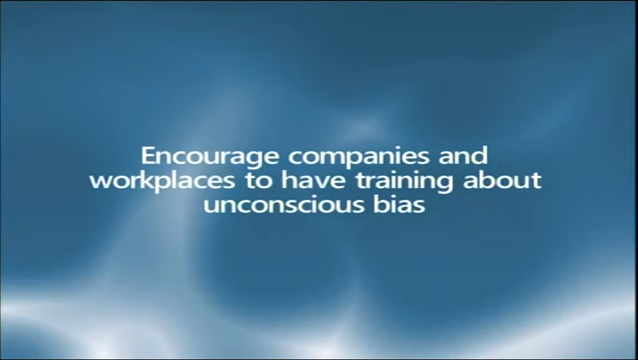 Encourage companies and
workplaces to have training about
unconscious bias